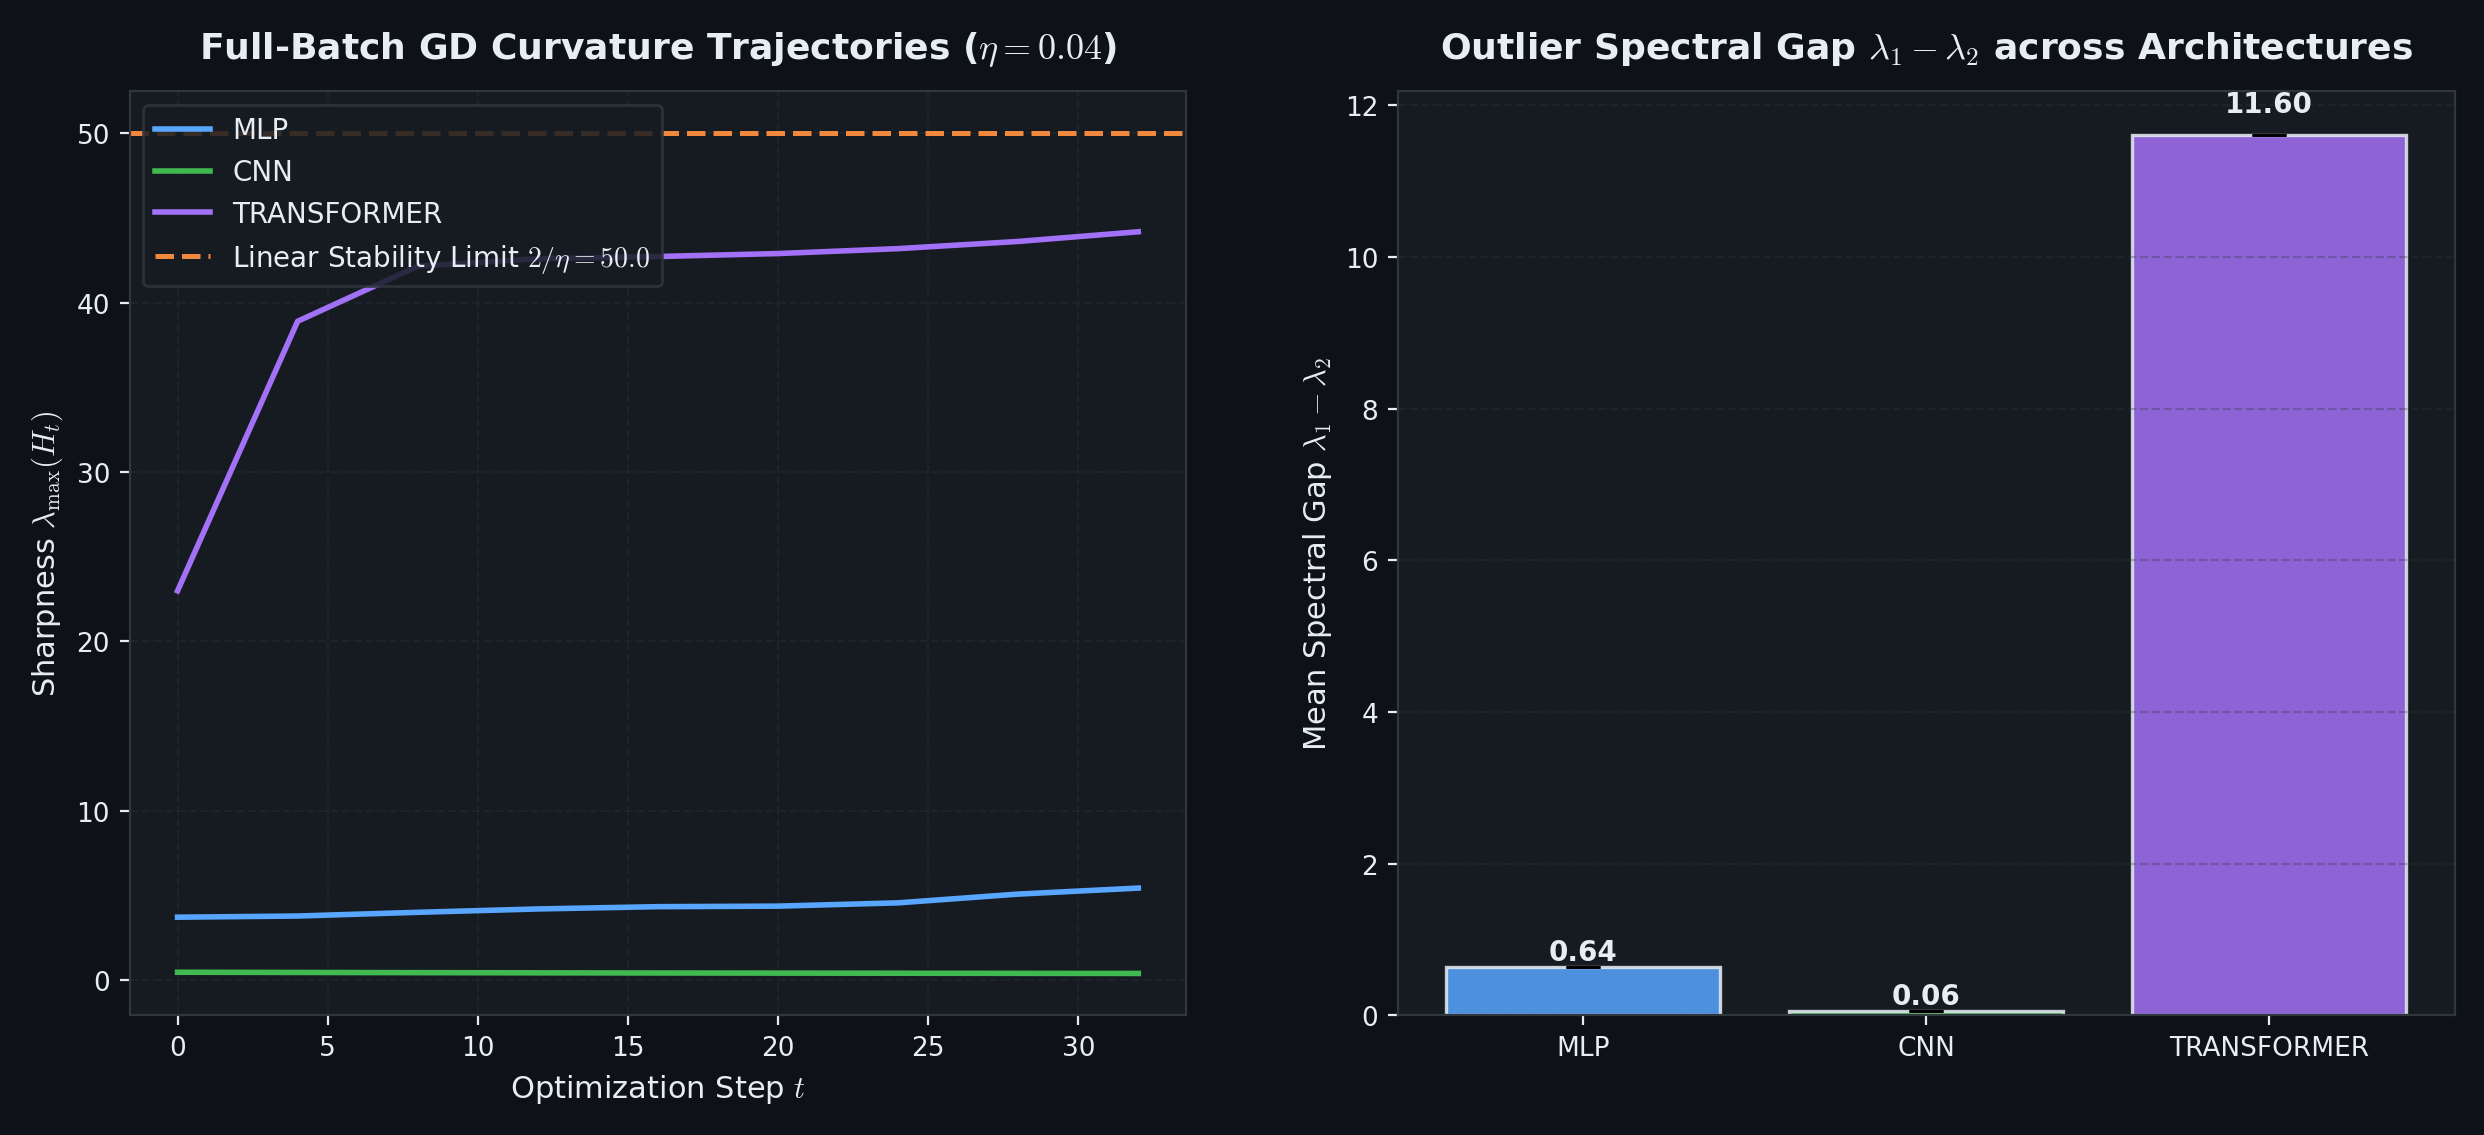 Full-Batch GD Curvature Trajectories (η = 0.04)
MLP
CNN
TRANSFORMER
Linear Stability Limit 2/η = 50.0
Sharpness λmax(Ht)
50
40
30
20
10
0
0 5 10 15 20 25 30
Optimization Step t
Outlier Spectral Gap λ1 − λ2 across Architectures
Mean Spectral Gap λ1 − λ2
12
10
8
6
4
2
0
0.64
0.06
11.60
MLP CNN TRANSFORMER